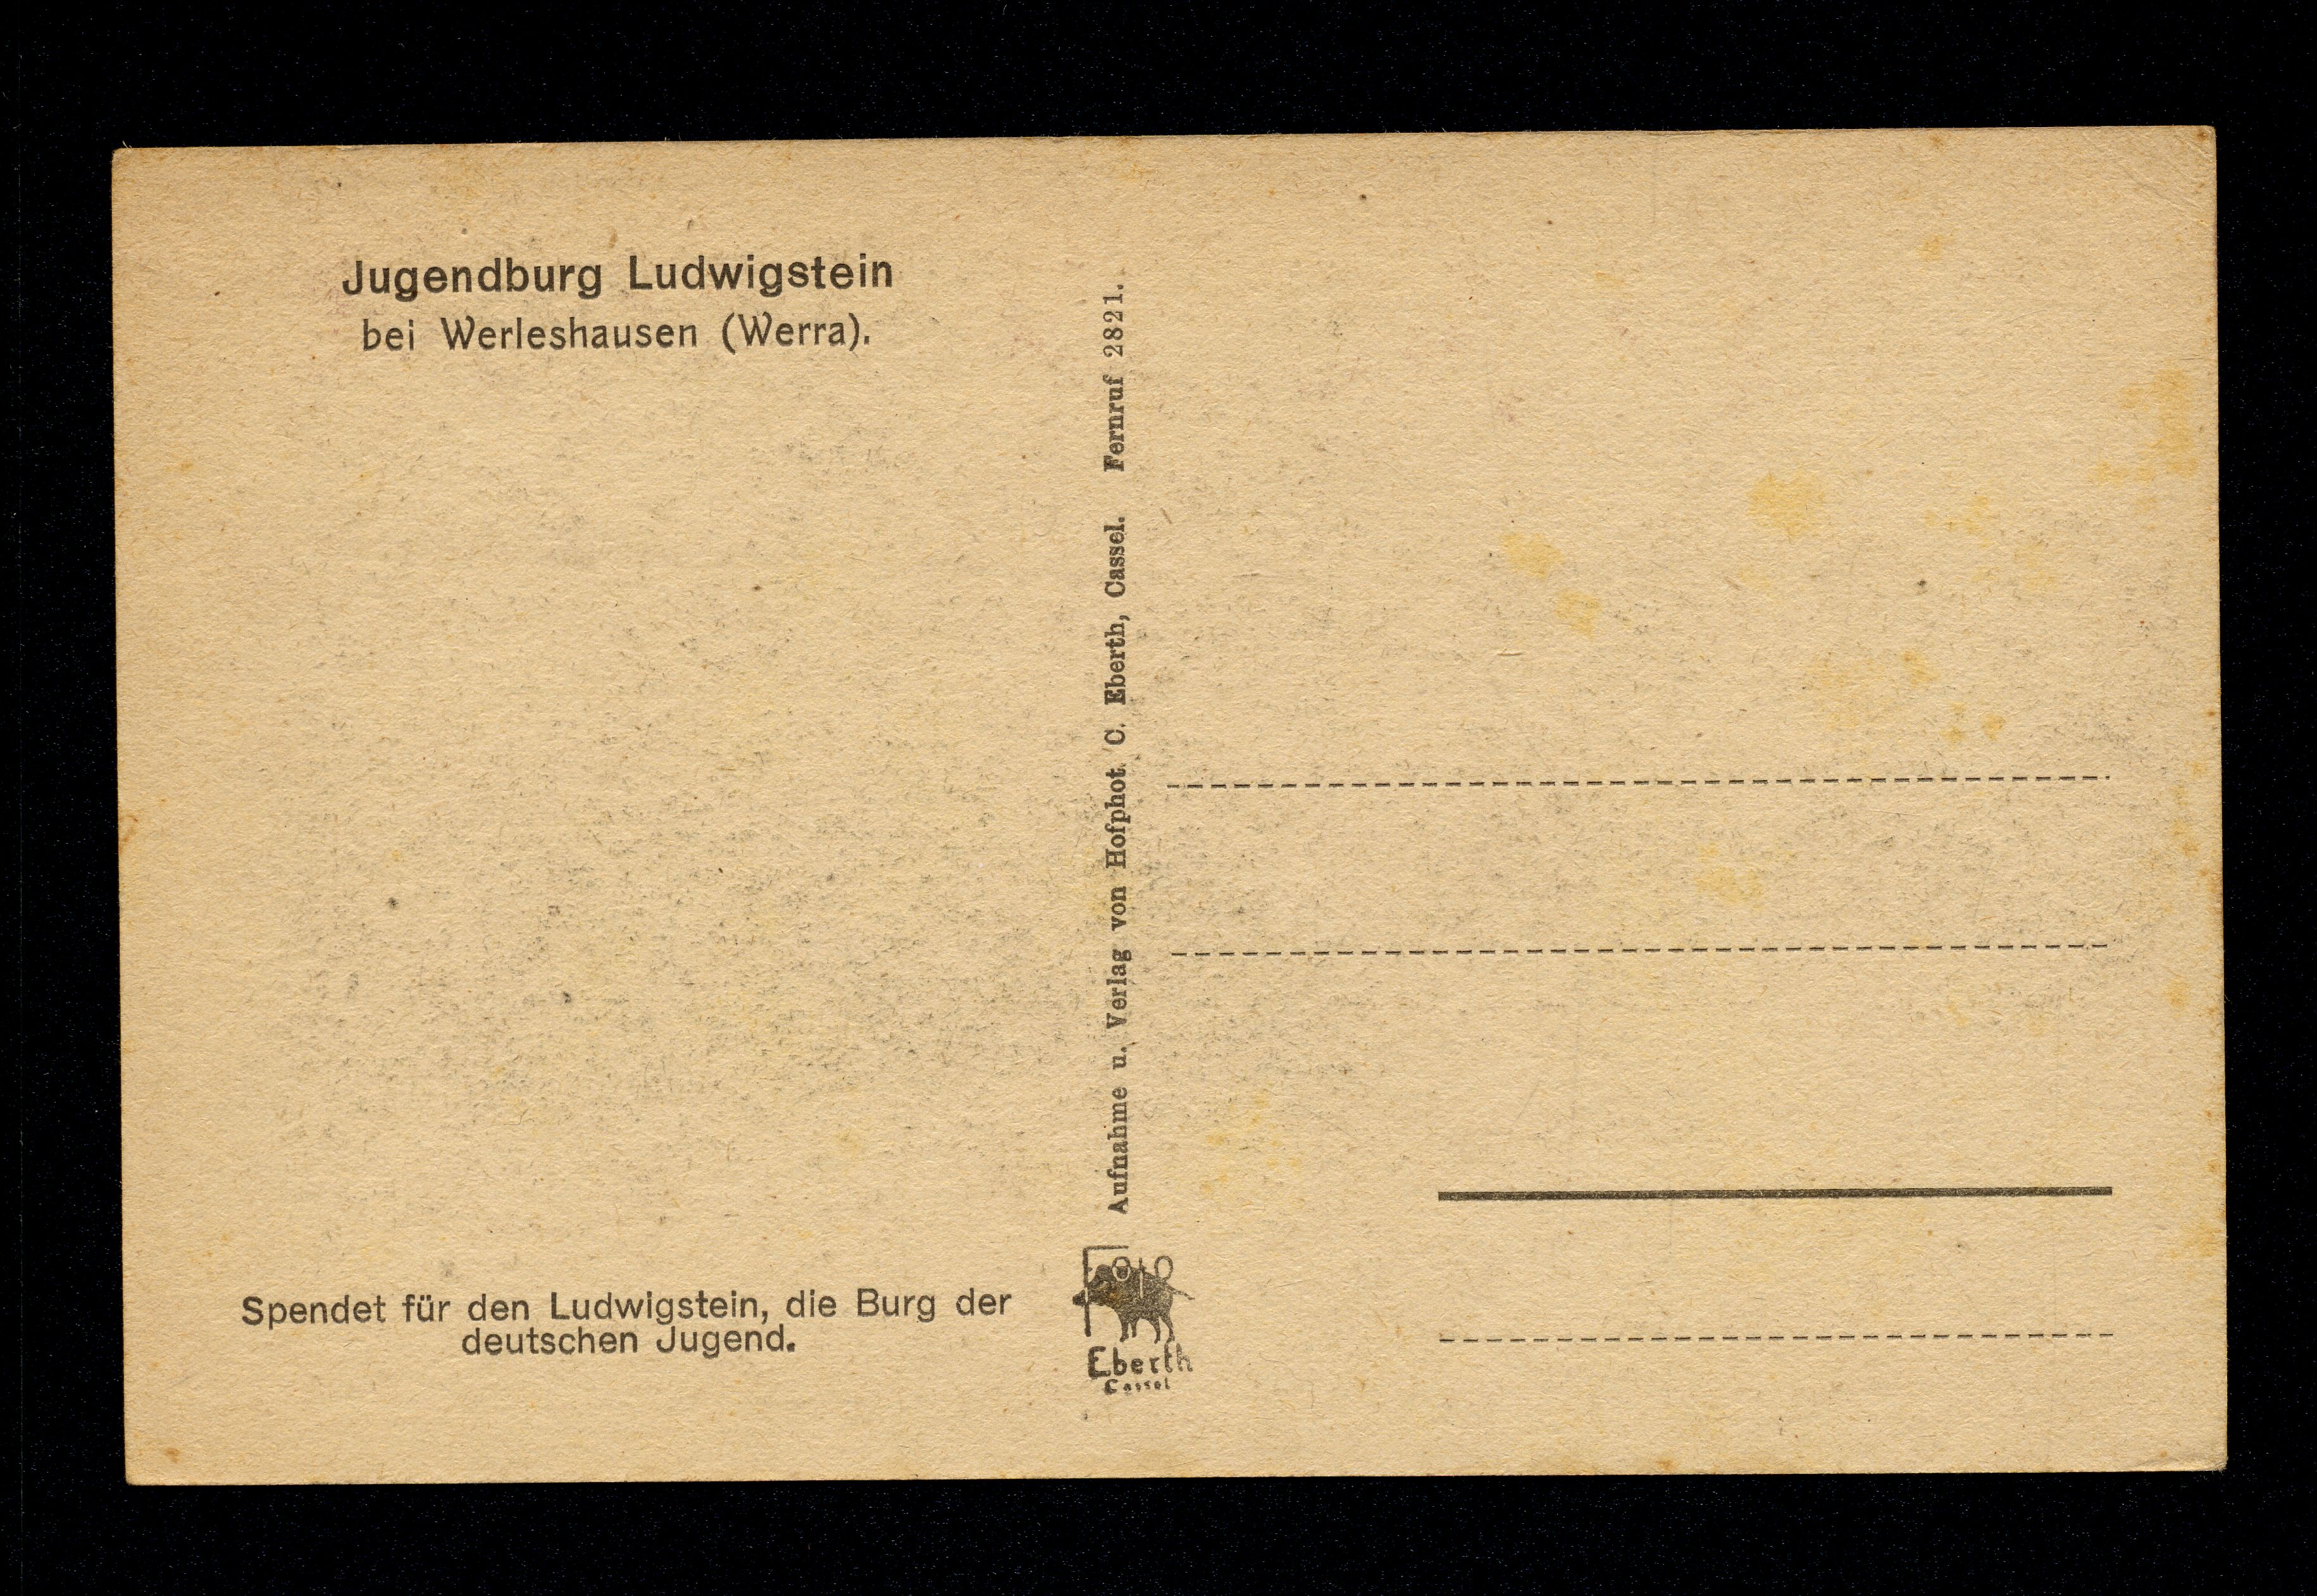 Jugendburg Ludwigstein
bei Werleshausen (Werra).
Spendet für den Ludwigstein, die Burg der
deutschen Jugend.
Aufnahme u. Verlag von Hofphot. C. Eberth, Cassel. Fernruf 2821.
Eberth
Cassel